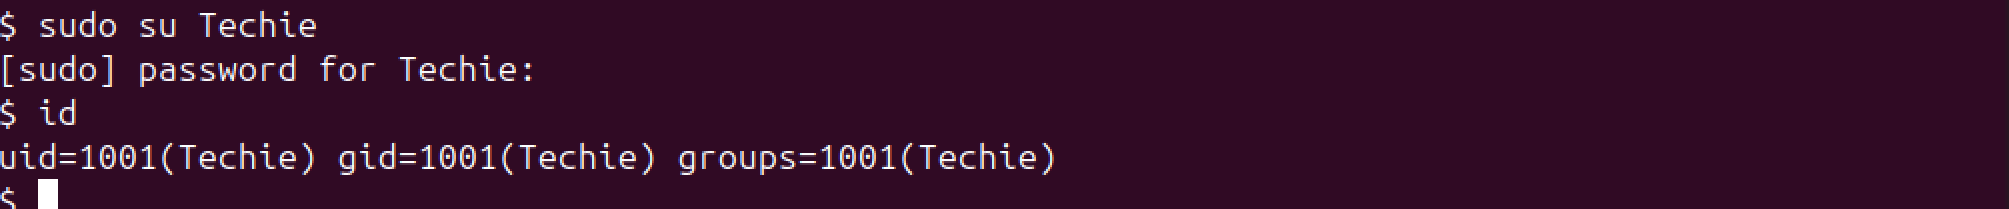 $ sudo su Techie
[sudo] password for Techie:
$ id
uid=1001(Techie) gid=1001(Techie) groups=1001(Techie)
$